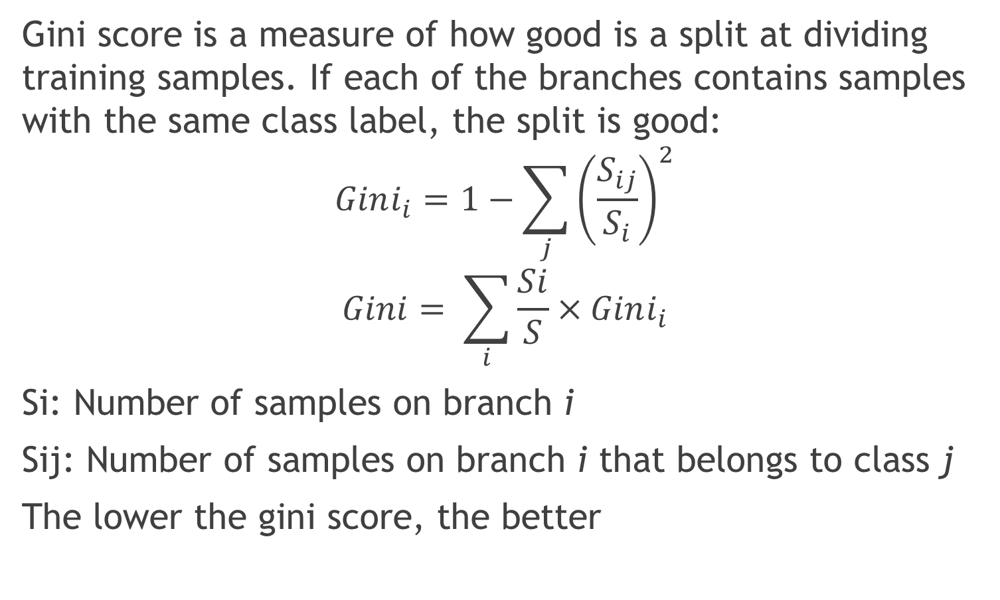 Gini score is a measure of how good is a split at dividing
training samples. If each of the branches contains samples
with the same class label, the split is good:
$Gini_i = 1 - \sum_j \left(\frac{S_{ij}}{S_i}\right)^2$
$Gini = \sum_i \frac{Si}{S} \times Gini_i$
Si: Number of samples on branch i
Sij: Number of samples on branch i that belongs to class j
The lower the gini score, the better